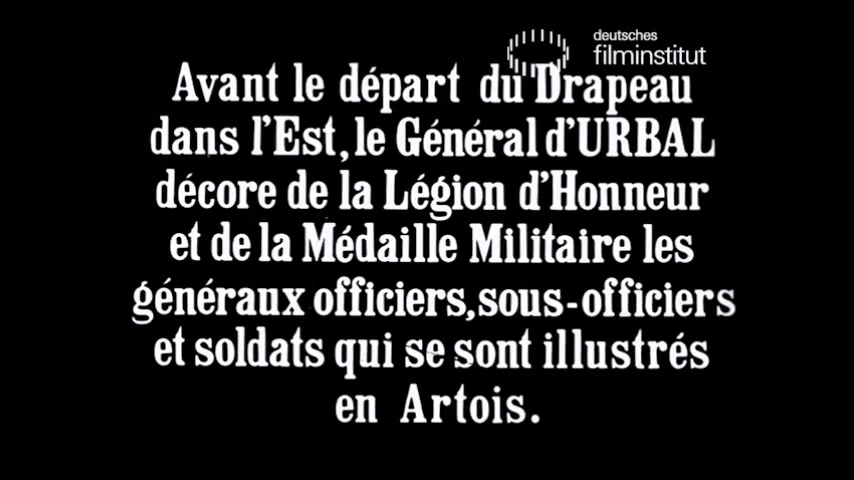 deutsches
filminstitut
Avant le départ du Drapeau
dans l'Est, le Général d'URBAL
décore de la Légion d'Honneur
et de la Médaille Militaire les
généraux officiers, sous-officiers
et soldats qui se sont illustrés
en Artois.